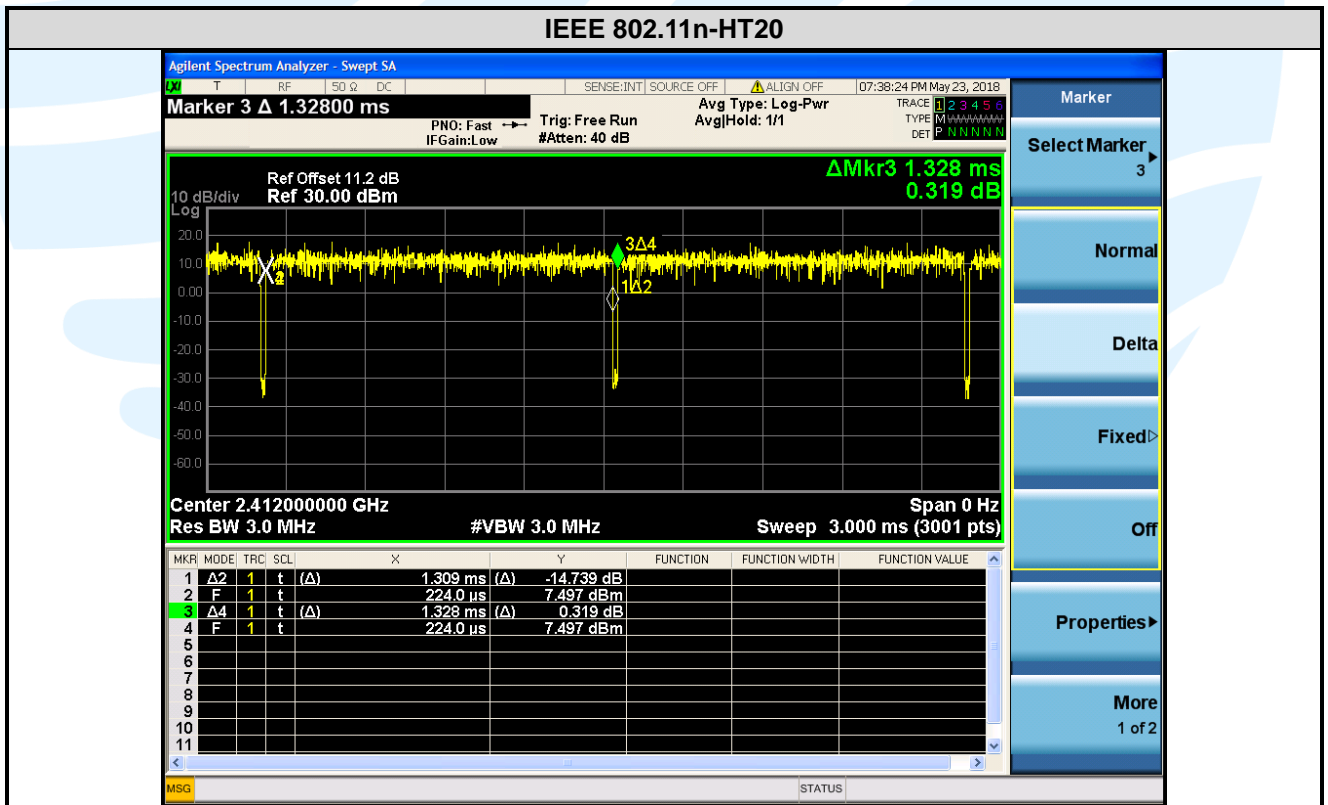 IEEE 802.11n-HT20
Agilent Spectrum Analyzer - Swept SA
LXI T RF 50 Ω DC SENSE:INT SOURCE OFF ALIGN OFF 07:38:24 PM May 23, 2018
Marker 3 Δ 1.32800 ms
PNO: Fast
IFGain:Low
Trig: Free Run
#Atten: 40 dB
Avg Type: Log-Pwr
Avg|Hold: 1/1
TRACE 1 2 3 4 5 6
TYPE M W W W W W
DET P N N N N N
ΔMkr3 1.328 ms
0.319 dB
Ref Offset 11.2 dB
10 dB/div Ref 30.00 dBm
Log
20.0
10.0
0.00
-10.0
-20.0
-30.0
-40.0
-50.0
-60.0
3Δ4
1Δ2
Center 2.412000000 GHz Span 0 Hz
Res BW 3.0 MHz #VBW 3.0 MHz Sweep 3.000 ms (3001 pts)
MKR MODE TRC SCL X Y FUNCTION FUNCTION WIDTH FUNCTION VALUE
1 Δ2 1 t (Δ) 1.309 ms (Δ) -14.739 dB
2 F 1 t 224.0 µs 7.497 dBm
3 Δ4 1 t (Δ) 1.328 ms (Δ) 0.319 dB
4 F 1 t 224.0 µs 7.497 dBm
5
6
7
8
9
10
11
MSG STATUS
Marker
Select Marker
3
Normal
Delta
Fixed
Off
Properties
More
1 of 2